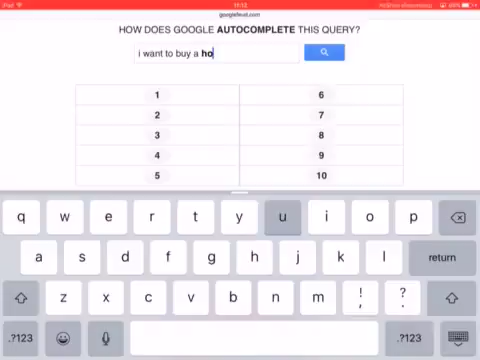 iPad 11:12
googlefeud.com
HOW DOES GOOGLE AUTOCOMPLETE THIS QUERY?
i want to buy a ho
1 6
2 7
3 8
4 9
5 10
q w e r t y u i o p
a s d f g h j k l return
z x c v b n m ! , ? .
.?123 .?123